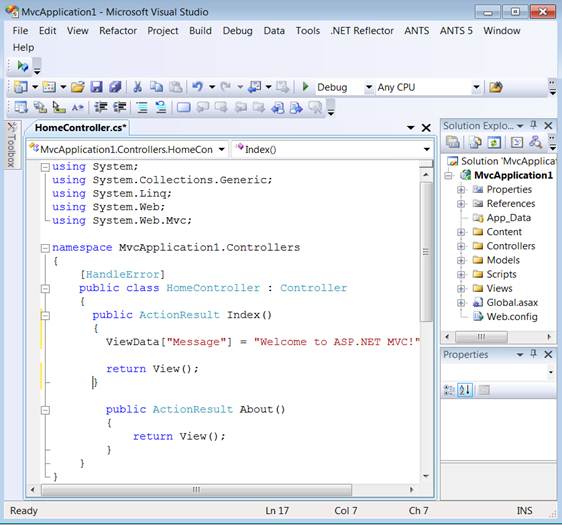 MvcApplication1 - Microsoft Visual Studio
File Edit View Refactor Project Build Debug Data Tools .NET Reflector ANTS ANTS 5 Window
Help
Debug Any CPU
Toolbox
HomeController.cs*
MvcApplication1.Controllers.HomeCon Index()
using System;
using System.Collections.Generic;
using System.Linq;
using System.Web;
using System.Web.Mvc;
namespace MvcApplication1.Controllers
{
[HandleError]
public class HomeController : Controller
{
public ActionResult Index()
{
ViewData["Message"] = "Welcome to ASP.NET MVC!"
return View();
}
public ActionResult About()
{
return View();
}
}
}
Solution Explo...
Solution 'MvcApplicat
MvcApplication1
Properties
References
App_Data
Content
Controllers
Models
Scripts
Views
Global.asax
Web.config
Properties
Ready Ln 17 Col 7 Ch 7 INS